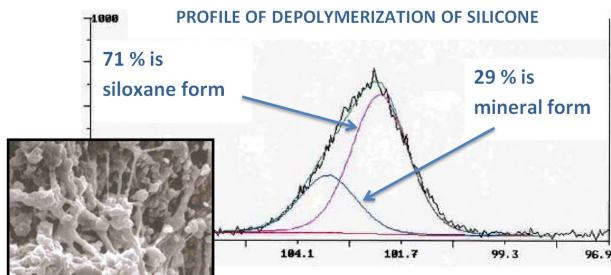 1000
PROFILE OF DEPOLYMERIZATION OF SILICONE
71 % is
siloxane form
29 % is
mineral form
104.1 101.7 99.3 96.9